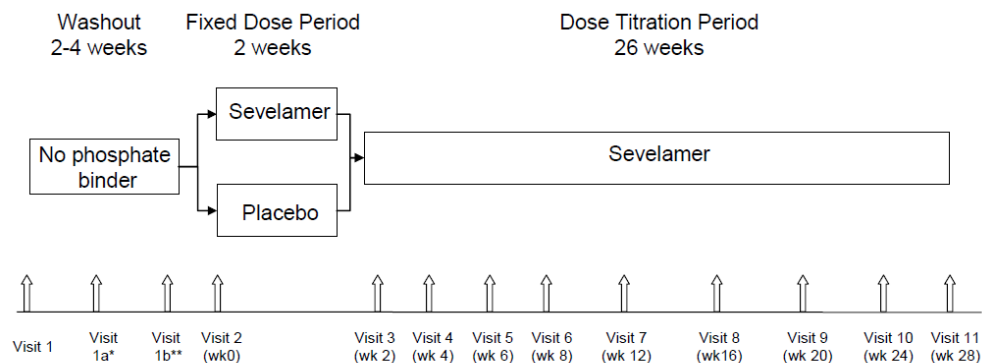 Washout
2-4 weeks
Fixed Dose Period
2 weeks
Dose Titration Period
26 weeks
No phosphate
binder
Sevelamer
Placebo
Sevelamer
Visit 1
Visit
1a*
Visit
1b**
Visit 2
(wk0)
Visit 3
(wk 2)
Visit 4
(wk 4)
Visit 5
(wk 6)
Visit 6
(wk 8)
Visit 7
(wk 12)
Visit 8
(wk16)
Visit 9
(wk 20)
Visit 10
(wk 24)
Visit 11
(wk 28)